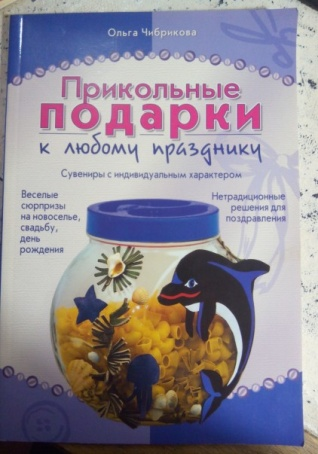 Ольга Чибрикова
Прикольные
ПОДАРКИ
к любому празднику
Сувениры с индивидуальным характером
Веселые
сюрпризы
на новоселье,
свадьбу,
день
рождения
Нетрадиционные
решения для
поздравления